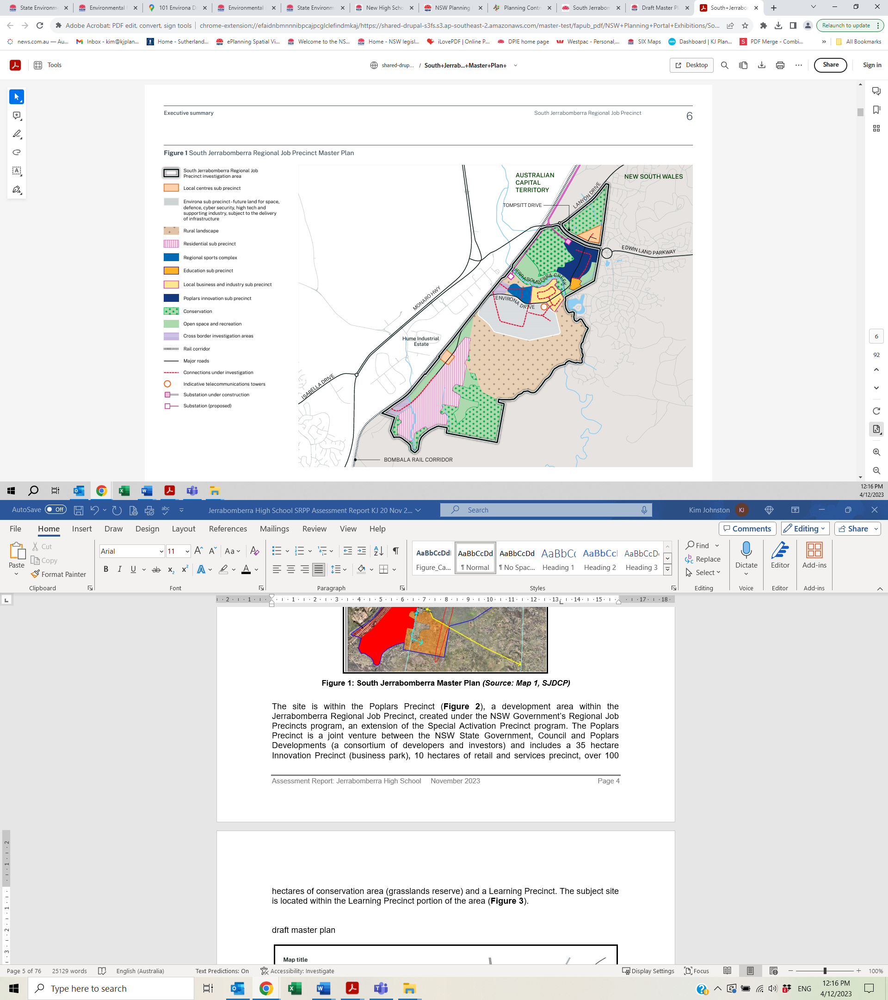 State Environme
Environmental
101 Environa D
Environmental
State Environm
New High Scho
NSW Planning
Planning Contr
South Jerrabom
Draft Master Pl
South+Jerrabo
Adobe Acrobat: PDF edit, convert, sign tools
chrome-extension://efaidnbmnnnibpcajpcglclefindmkaj/https://shared-drupal-s3fs.s3.ap-southeast-2.amazonaws.com/master-test/fapub_pdf/NSW+Planning+Portal+Exhibitions/So...
Relaunch to update
news.com.au — Au...
Inbox - kim@kjplan...
Home - Sutherland...
ePlanning Spatial Vi...
Welcome to the NS...
Home - NSW legisl...
iLovePDF | Online P...
DPIE home page
Westpac - Personal,...
SIX Maps
Dashboard | KJ Plan...
PDF Merge - Combi...
»
All Bookmarks
Tools
shared-drup... / South+Jerrab...+Master+Plan+
Desktop
Share
Sign in
Executive summary
South Jerrabomberra Regional Job Precinct
6
Figure 1 South Jerrabomberra Regional Job Precinct Master Plan
South Jerrabomberra Regional Job
Precinct investigation area
Local centres sub precinct
Environa sub precinct - future land for space,
defence, cyber security, high tech and
supporting industry, subject to the delivery
of infrastructure
Rural landscape
Residential sub precinct
Regional sports complex
Education sub precinct
Local business and industry sub precinct
Poplars innovation sub precinct
Conservation
Open space and recreation
Cross border investigation areas
Rail corridor
Major roads
Connections under investigation
Indicative telecommunications towers
Substation under construction
Substation (proposed)
AUSTRALIAN
CAPITAL
TERRITORY
NEW SOUTH WALES
LANYON DRIVE
TOMPSITT DRIVE
EDWIN LAND PARKWAY
JERRABOMBERRA CREEK
ENVIRONA DRIVE
MONARO HWY
Hume Industrial
Estate
ISABELLA DRIVE
BOMBALA RAIL CORRIDOR
6
92
12:16 PM
4/12/2023
AutoSave Off
Jerrabomberra High School SRPP Assessment Report KJ 20 Nov 2...
Search
Kim Johnston
KJ
File
Home
Insert
Draw
Design
Layout
References
Mailings
Review
View
Help
Comments
Editing
Share
Paste
Cut
Copy
Format Painter
Clipboard
Arial
11
Font
Paragraph
AaBbCcDdI
AaBbCcDd
AaBbCcDd
AaBbCc
AaBbCcI
AaBbCcD
Figure_Ca...
¶ Normal
¶ No Spac...
Heading 1
Heading 2
Heading 3
Styles
Find
Replace
Select
Editing
Dictate
Voice
Editor
Editor
Add-ins
Add-ins
2 1 1 2 3 4 5 6 7 8 9 10 11 12 13 14 15 17 18
Figure 1: South Jerrabomberra Master Plan (Source: Map 1, SJDCP)
The site is within the Poplars Precinct (Figure 2), a development area within the
Jerrabomberra Regional Job Precinct, created under the NSW Government's Regional Job
Precincts program, an extension of the Special Activation Precinct program. The Poplars
Precinct is a joint venture between the NSW State Government, Council and Poplars
Developments (a consortium of developers and investors) and includes a 35 hectare
Innovation Precinct (business park), 10 hectares of retail and services precinct, over 100
Assessment Report: Jerrabomberra High School November 2023 Page 4
hectares of conservation area (grasslands reserve) and a Learning Precinct. The subject site
is located within the Learning Precinct portion of the area (Figure 3).
draft master plan
Map title
Page 5 of 76
25129 words
English (Australia)
Text Predictions: On
Accessibility: Investigate
Display Settings
Focus
100%
Type here to search
ENG
12:16 PM
4/12/2023